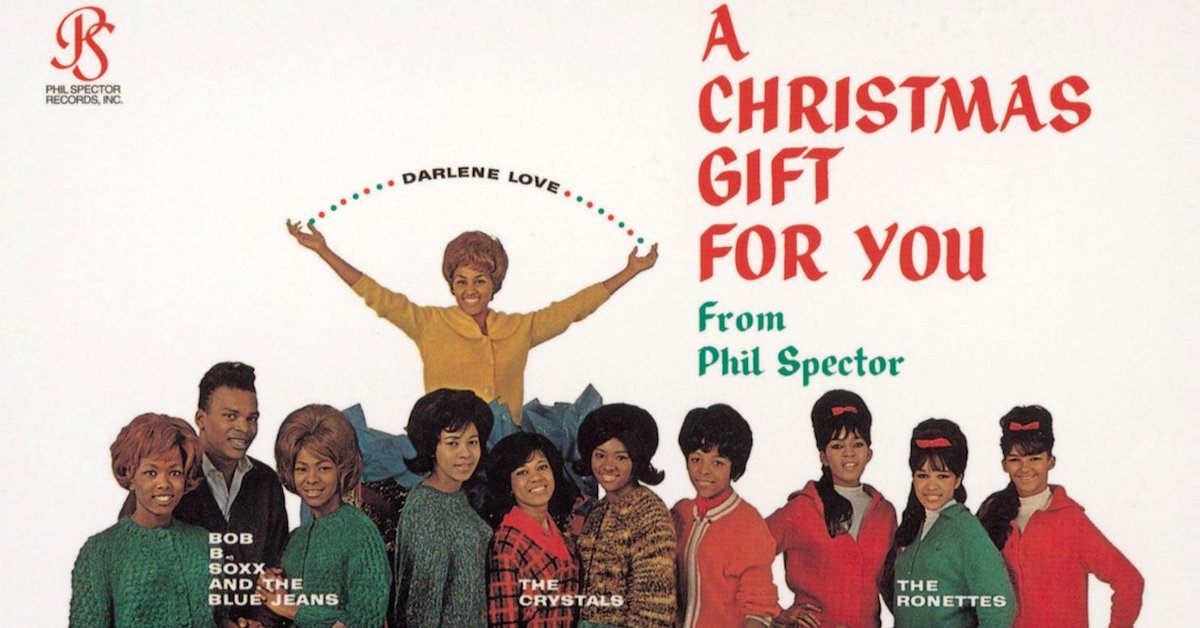 PHIL SPECTOR
RECORDS, INC.
A
CHRISTMAS
GIFT
FOR YOU
From
Phil Spector
DARLENE LOVE
BOB
B.
SOXX
AND THE
BLUE JEANS
THE
CRYSTALS
THE
RONETTES